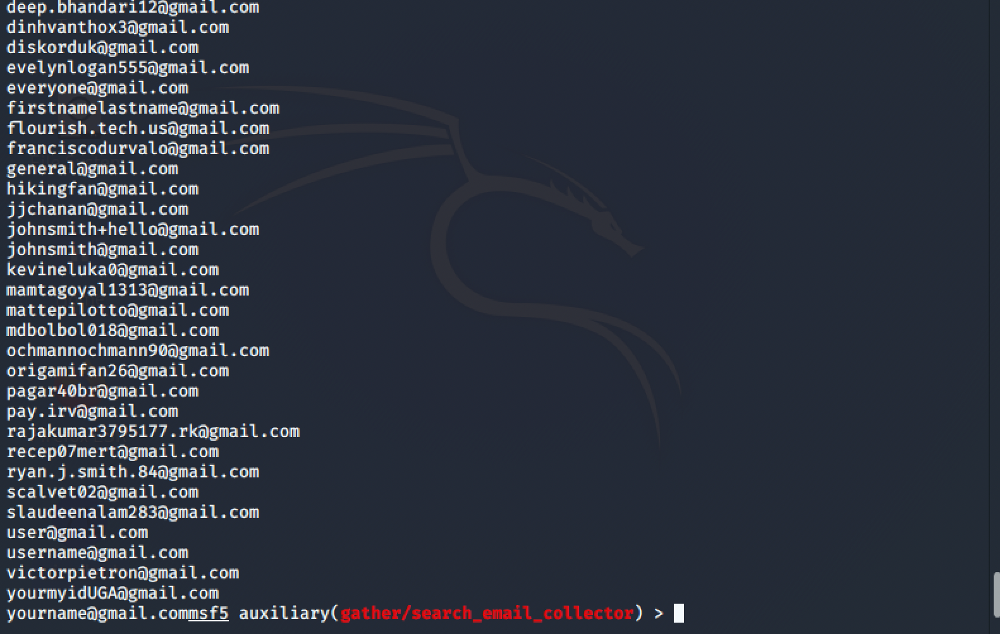 deep.bhandari12@gmail.com
dinhvanthox3@gmail.com
diskorduk@gmail.com
evelynlogan555@gmail.com
everyone@gmail.com
firstnamelastname@gmail.com
flourish.tech.us@gmail.com
franciscodurvalo@gmail.com
general@gmail.com
hikingfan@gmail.com
jjchanan@gmail.com
johnsmith+hello@gmail.com
johnsmith@gmail.com
kevineluka0@gmail.com
mamtagoyal1313@gmail.com
mattepilotto@gmail.com
mdbolbol018@gmail.com
ochmannochmann90@gmail.com
origamifan26@gmail.com
pagar40br@gmail.com
pay.irv@gmail.com
rajakumar3795177.rk@gmail.com
recep07mert@gmail.com
ryan.j.smith.84@gmail.com
scalvet02@gmail.com
slaudeenalam283@gmail.com
user@gmail.com
username@gmail.com
victorpietron@gmail.com
yourmyidUGA@gmail.com
yourname@gmail.commsf5 auxiliary(gather/search_email_collector) >